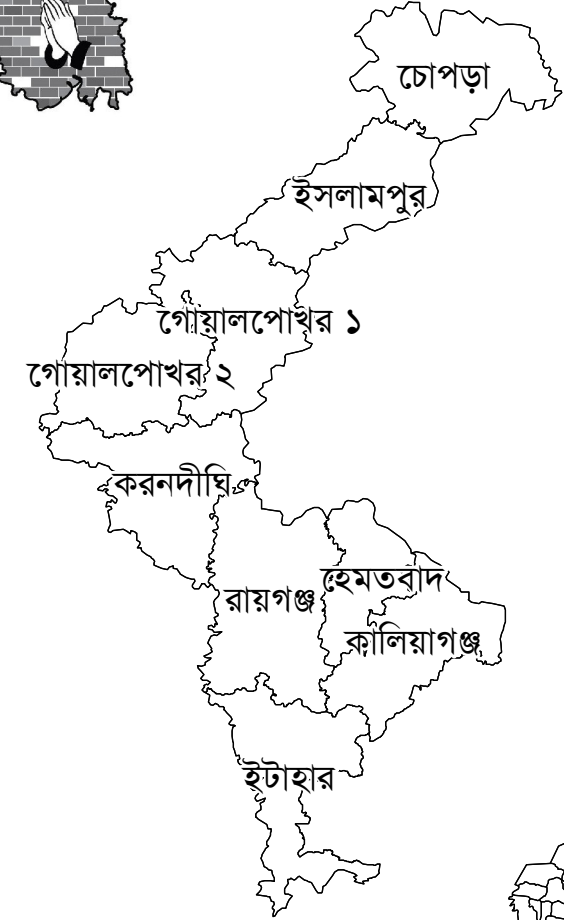 চোপড়া
ইসলামপুর
গোয়ালপোখর ১
গোয়ালপোখর ২
করনদীঘি
হেমতবাদ
রায়গঞ্জ
কালিয়াগঞ্জ
ইটাহার